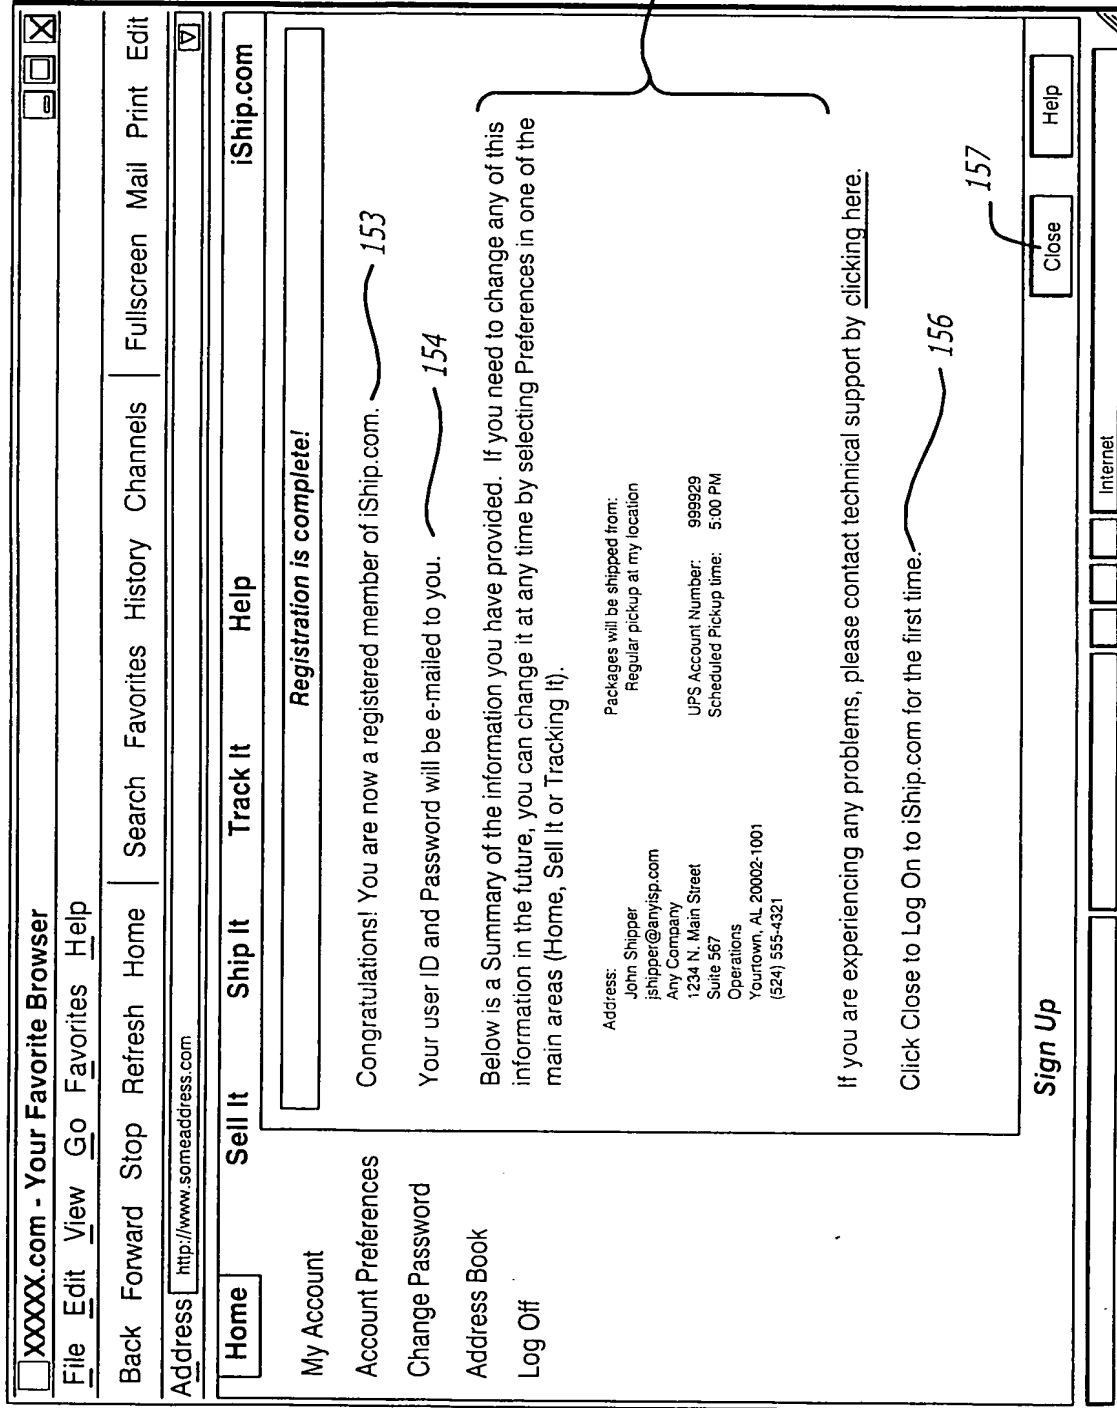 XXXXX.com - Your Favorite Browser
File Edit View Go Favorites Help
Back Forward Stop Refresh Home Search Favorites History Channels Fullscreen Mail Print Edit
Address http://www.someaddress.com
Home Sell It Ship It Track It Help iShip.com
My Account
Account Preferences
Change Password
Address Book
Log Off
Registration is complete!
Congratulations! You are now a registered member of iShip.com.
153
Your user ID and Password will be e-mailed to you.
154
Below is a Summary of the information you have provided. If you need to change any of this
information in the future, you can change it at any time by selecting Preferences in one of the
main areas (Home, Sell It or Tracking It).
Address:
John Shipper
jshipper@anyisp.com
Any Company
1234 N. Main Street
Suite 567
Operations
Yourtown, AL 20002-1001
(524) 555-4321
Packages will be shipped from:
Regular pickup at my location
UPS Account Number: 999929
Scheduled Pickup time: 5:00 PM
If you are experiencing any problems, please contact technical support by clicking here.
Click Close to Log On to iShip.com for the first time.
156
157
Sign Up
Close Help
Internet